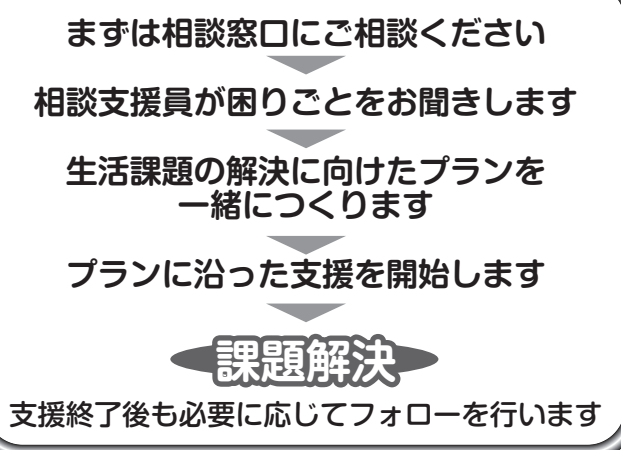 まずは相談窓口にご相談ください
相談支援員が困りごとをお聞きします
生活課題の解決に向けたプランを
一緒につくります
プランに沿った支援を開始します
課題解決
支援終了後も必要に応じてフォローを行います